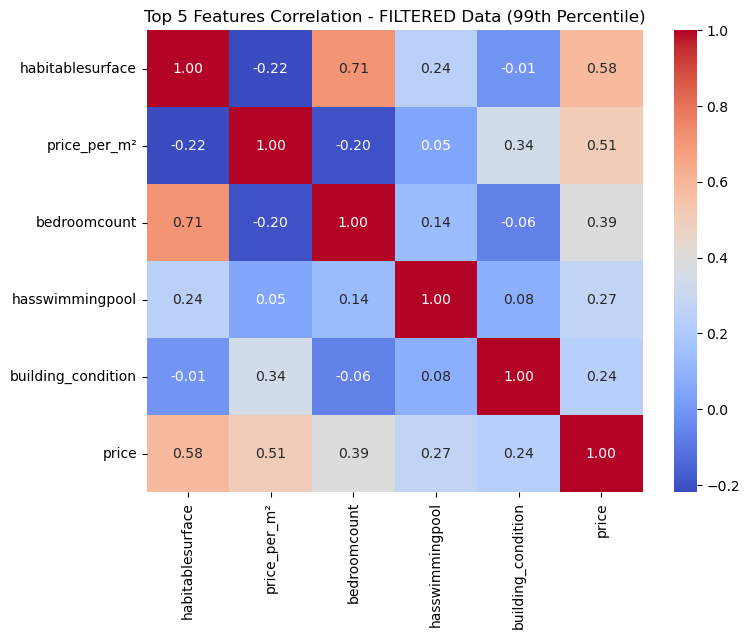 Top 5 Features Correlation - FILTERED Data (99th Percentile)
habitablesurface 1.00 -0.22 0.71 0.24 -0.01 0.58
price_per_m² -0.22 1.00 -0.20 0.05 0.34 0.51
bedroomcount 0.71 -0.20 1.00 0.14 -0.06 0.39
hasswimmingpool 0.24 0.05 0.14 1.00 0.08 0.27
building_condition -0.01 0.34 -0.06 0.08 1.00 0.24
price 0.58 0.51 0.39 0.27 0.24 1.00
habitablesurface
price_per_m²
bedroomcount
hasswimmingpool
building_condition
price
1.0
0.8
0.6
0.4
0.2
0.0
−0.2